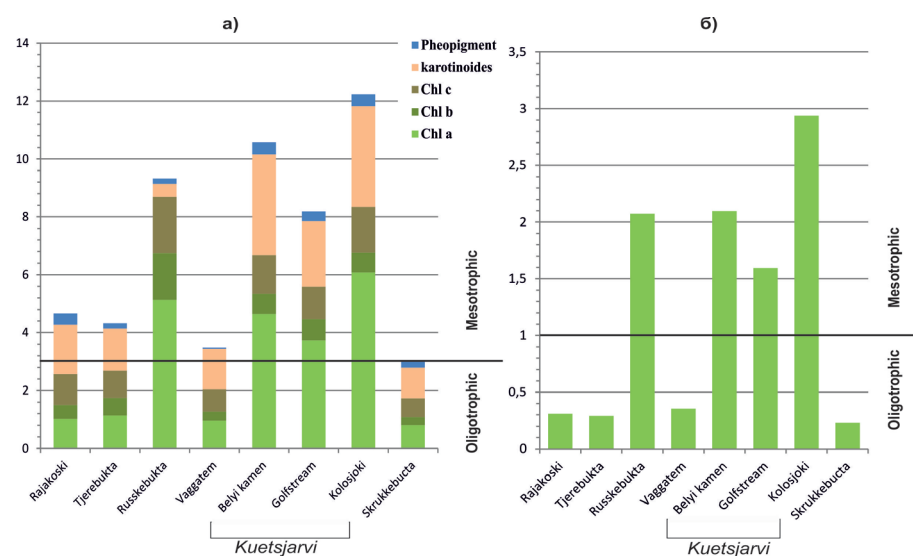 а)
14
12
10
8
6
4
2
0
Pheopigment
karotinoides
Chl c
Chl b
Chl a
Mesotrophic
Oligotrophic
Rajakoski
Tjerebukta
Russkebukta
Vaggatem
Belyi kamen
Golfstream
Kolosjoki
Skrukkebucta
Kuetsjarvi
б)
3,5
3
2,5
2
1,5
1
0,5
0
Mesotrophic
Oligotrophic
Rajakoski
Tjerebukta
Russkebukta
Vaggatem
Belyi kamen
Golfstream
Kolosjoki
Skrukkebucta
Kuetsjarvi